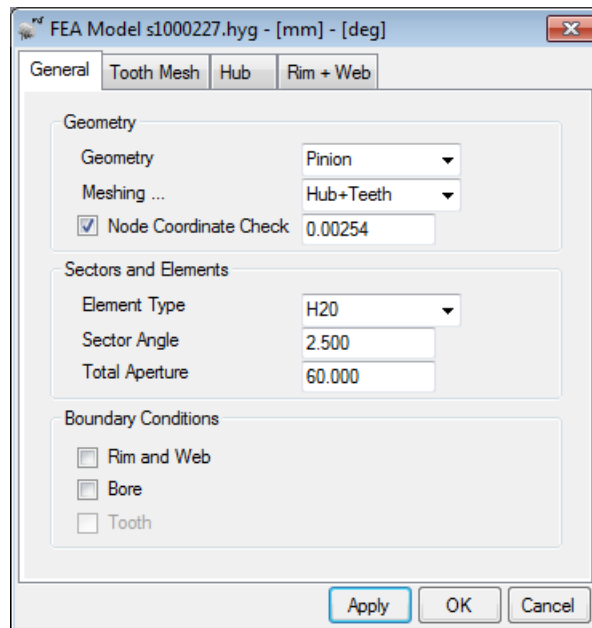 FEA Model s1000227.hyg - [mm] - [deg]
General Tooth Mesh Hub Rim + Web
Geometry
Geometry Pinion
Meshing ... Hub+Teeth
Node Coordinate Check 0.00254
Sectors and Elements
Element Type H20
Sector Angle 2.500
Total Aperture 60.000
Boundary Conditions
Rim and Web
Bore
Tooth
Apply OK Cancel